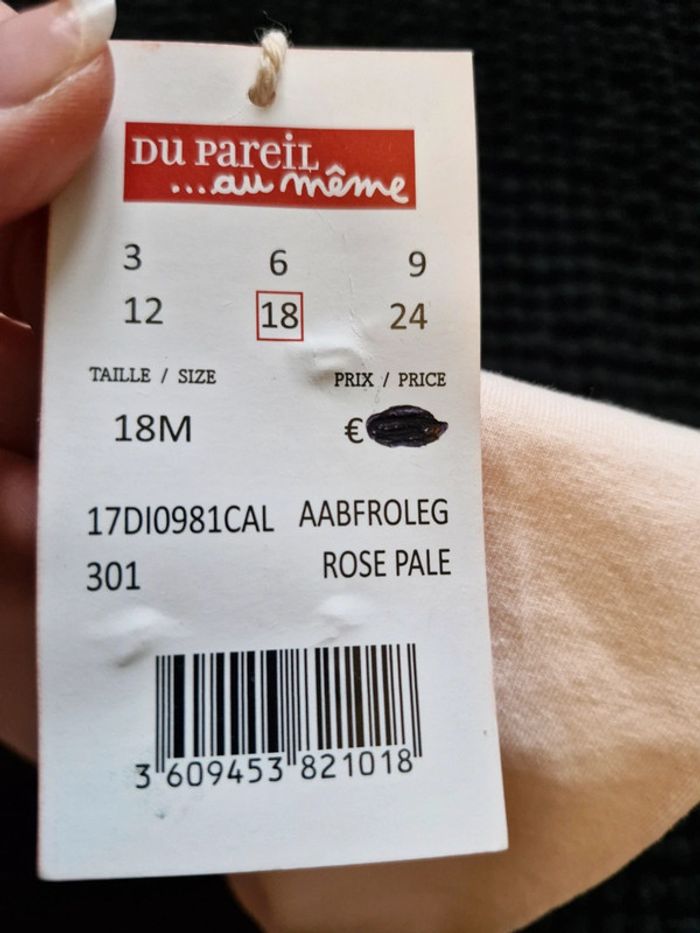 DU PAREIL
...au même
3 6 9
12 18 24
TAILLE / SIZE PRIX / PRICE
18M €
17DI0981CAL AABFROLEG
301 ROSE PALE
3 609453 821018